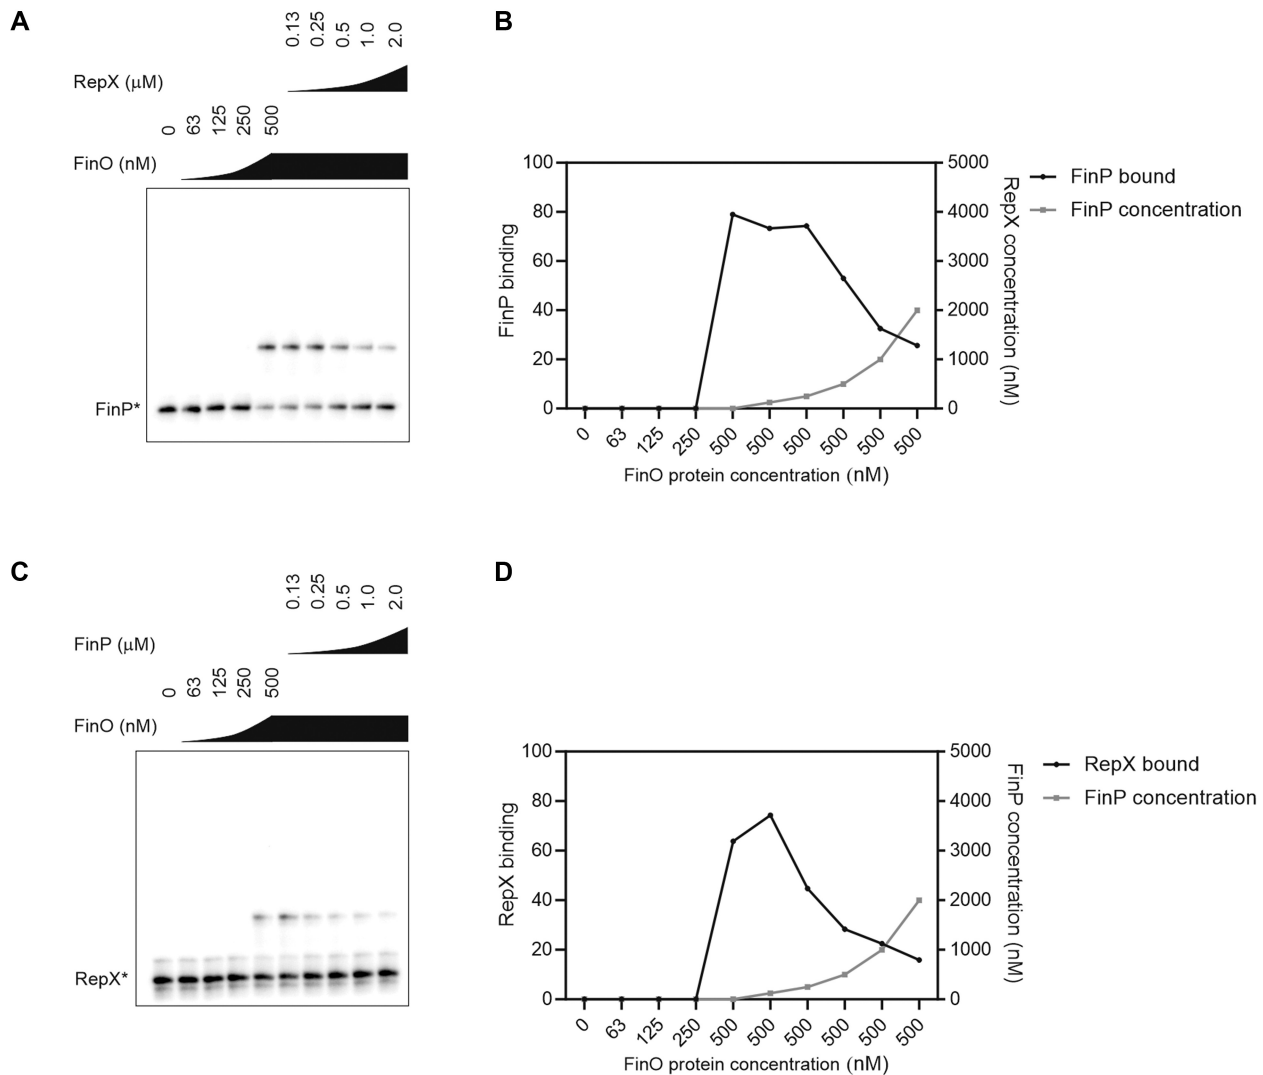 A
0.13 0.25 0.5 1.0 2.0
RepX (µM)
0 63 125 250 500
FinO (nM)
FinP*
B
100
80
60
40
20
0
FinP binding
5000
4000
3000
2000
1000
0
RepX concentration (nM)
FinP bound
FinP concentration
0 63 125 250 500 500 500 500 500 500
FinO protein concentration (nM)
C
0.13 0.25 0.5 1.0 2.0
FinP (µM)
0 63 125 250 500
FinO (nM)
RepX*
D
100
80
60
40
20
0
RepX binding
5000
4000
3000
2000
1000
0
FinP concentration (nM)
RepX bound
FinP concentration
0 63 125 250 500 500 500 500 500 500
FinO protein concentration (nM)